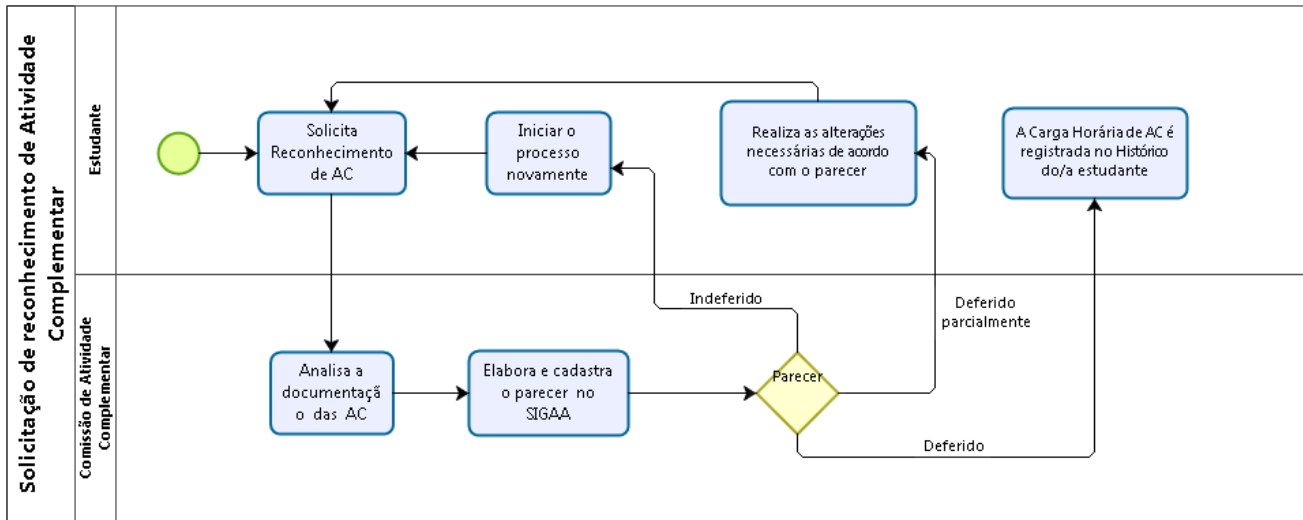 Solicitação de reconhecimento de Atividade
Complementar
Estudante
Solicita
Reconhecimento
de AC
Iniciar o
processo
novamente
Realiza as alterações
necessárias de acordo
com o parecer
A Carga Horária de AC é
registrada no Histórico
do/a estudante
Comissão de Atividade
Complementar
Analisa a
documentaçã
o das AC
Elabora e cadastra
o parecer no
SIGAA
Parecer
Indeferido
Deferido
parcialmente
Deferido